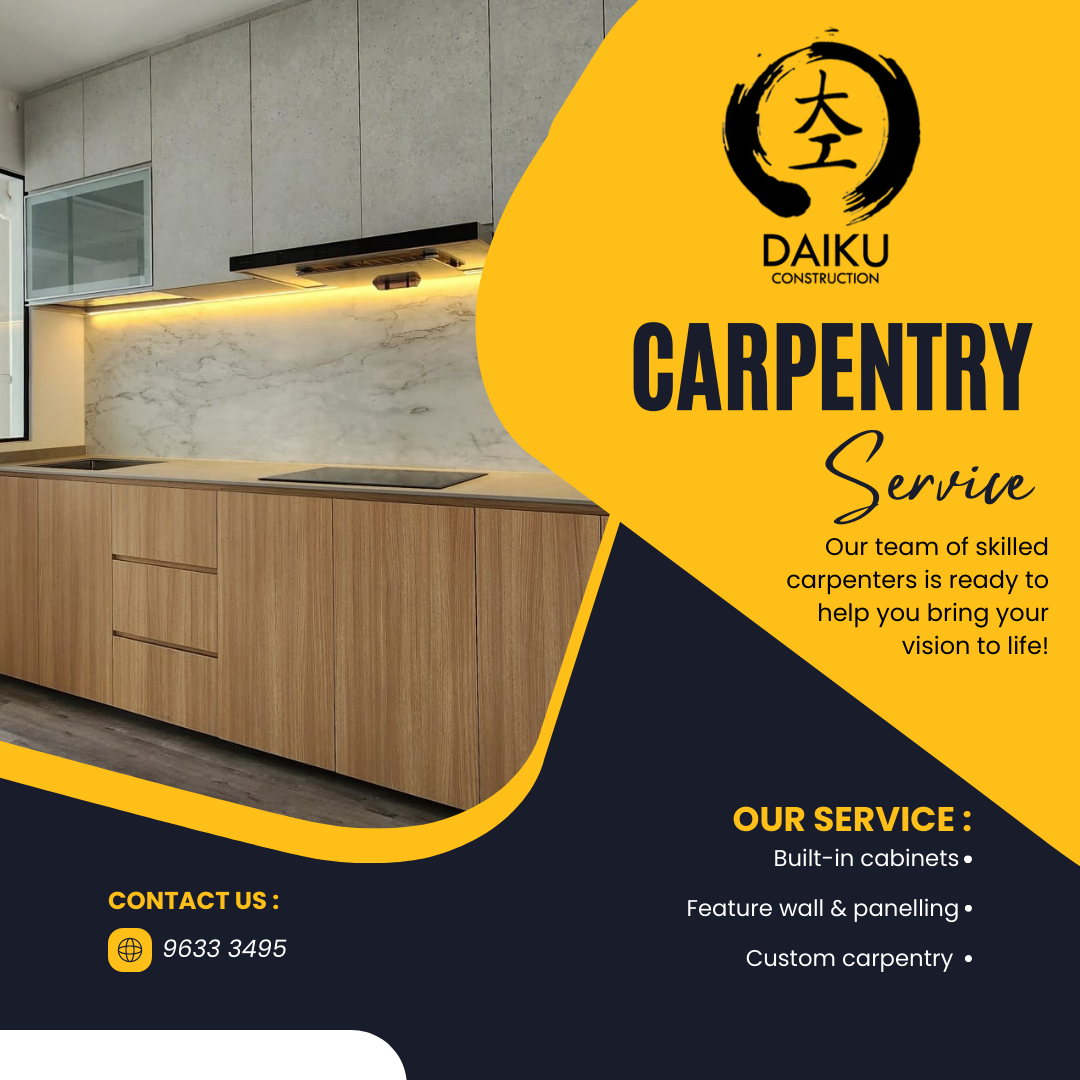 大
工
DAIKU
CONSTRUCTION
CARPENTRY
Service
Our team of skilled
carpenters is ready to
help you bring your
vision to life!
OUR SERVICE :
Built-in cabinets
Feature wall & panelling
Custom carpentry
CONTACT US :
9633 3495